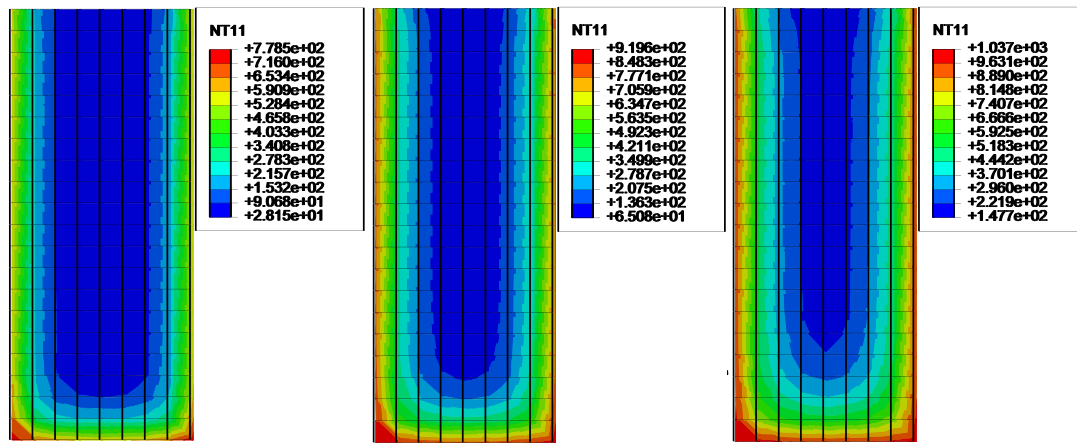 NT11
+7.785e+02
+7.160e+02
+6.534e+02
+5.909e+02
+5.284e+02
+4.658e+02
+4.033e+02
+3.408e+02
+2.783e+02
+2.157e+02
+1.532e+02
+9.068e+01
+2.815e+01
NT11
+9.196e+02
+8.483e+02
+7.771e+02
+7.059e+02
+6.347e+02
+5.635e+02
+4.923e+02
+4.211e+02
+3.499e+02
+2.787e+02
+2.075e+02
+1.363e+02
+6.508e+01
NT11
+1.037e+03
+9.631e+02
+8.890e+02
+8.148e+02
+7.407e+02
+6.666e+02
+5.925e+02
+5.183e+02
+4.442e+02
+3.701e+02
+2.960e+02
+2.219e+02
+1.477e+02